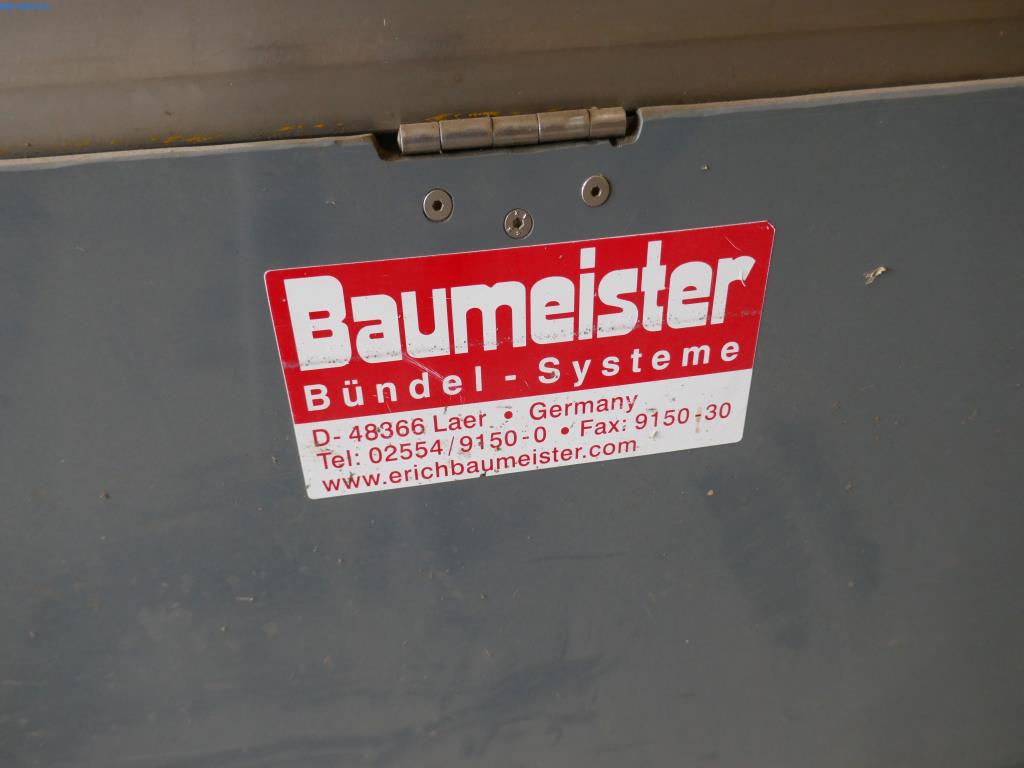 Baumeister
Bündel - Systeme
D- 48366 Laer • Germany
Tel: 02554/9150-0 • Fax: 9150-30
www.erichbaumeister.com